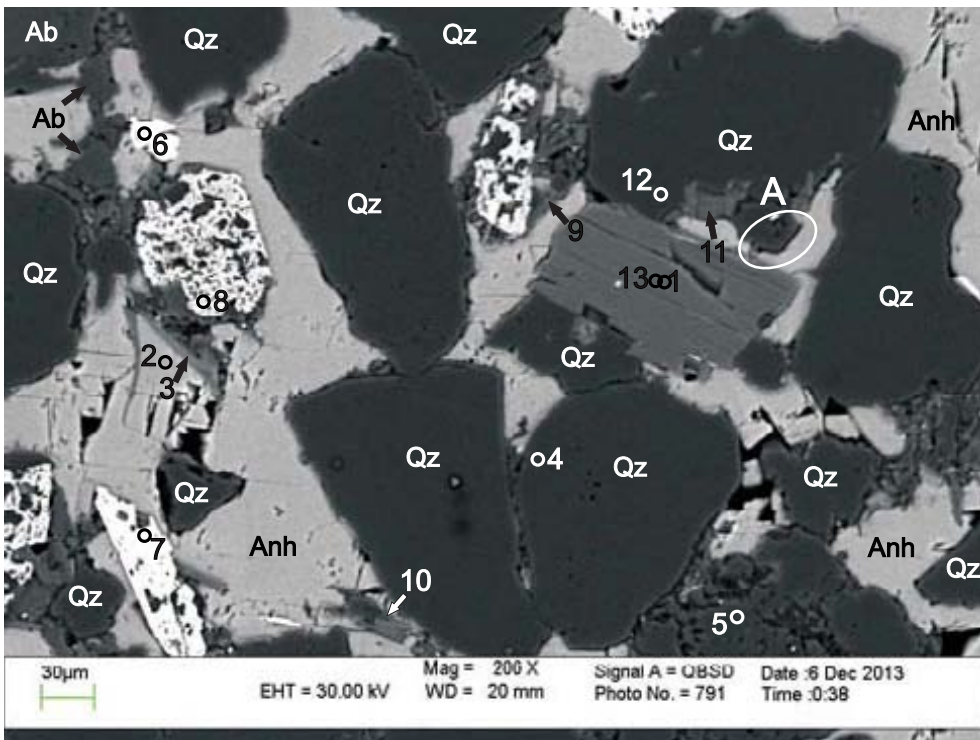 Ab
Qz
Qz
Ab
6
Qz
Anh
12
A
Qz
9
11
8
13
1
Qz
Qz
2
3
Qz
Qz
4
Qz
Qz
Qz
7
Anh
Anh
10
Qz
Qz
5
30µm
Mag = 200 X
Signal A = QBSD
Date :6 Dec 2013
EHT = 30.00 kV
WD = 20 mm
Photo No. = 791
Time :0:38